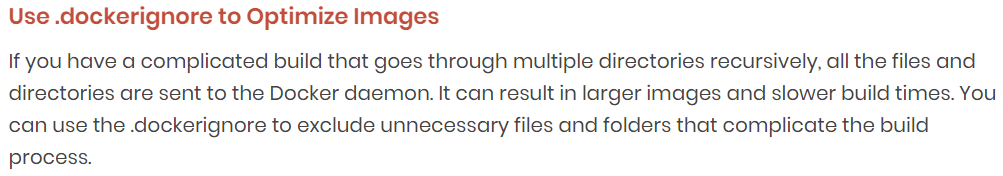 Use .dockerignore to Optimize Images
If you have a complicated build that goes through multiple directories recursively, all the files and
directories are sent to the Docker daemon. It can result in larger images and slower build times. You
can use the .dockerignore to exclude unnecessary files and folders that complicate the build
process.